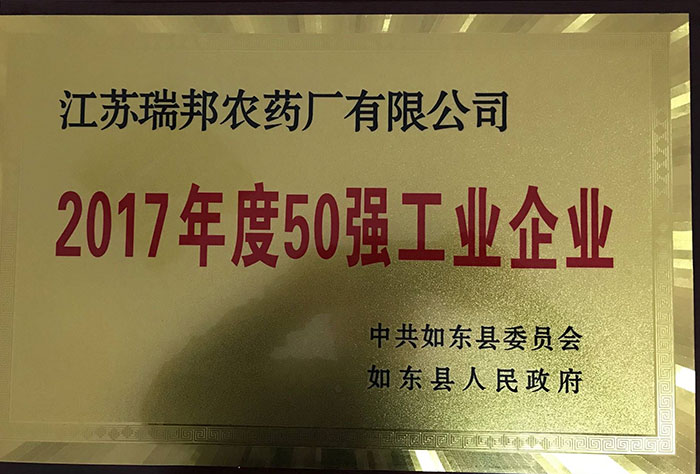 江苏瑞邦农药厂有限公司
2017年度50强工业企业
中共如东县委员会
如东县人民政府